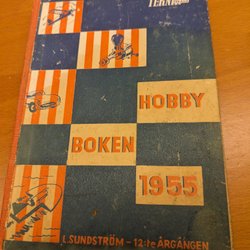 HOBBY
BOKEN
1955
L. SUNDSTRÖM - 12:te ÅRGÅNGEN